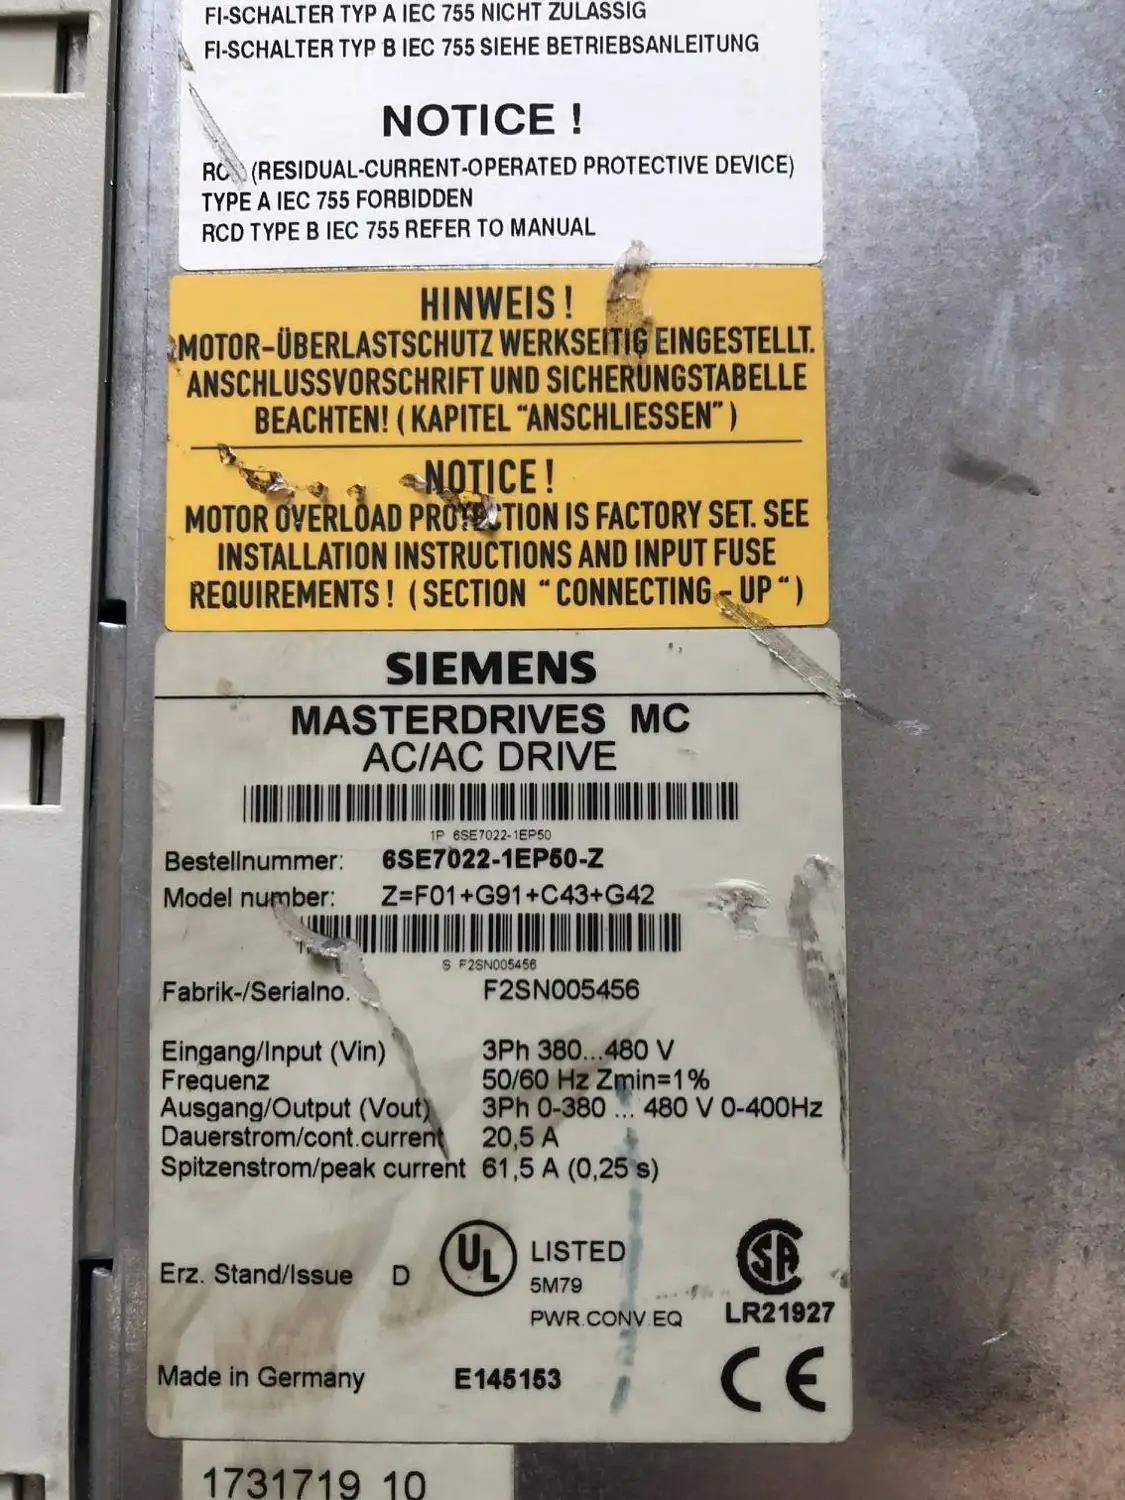 FI-SCHALTER TYP A IEC 755 NICHT ZULÄSSIG
FI-SCHALTER TYP B IEC 755 SIEHE BETRIEBSANLEITUNG
NOTICE !
(RESIDUAL-CURRENT-OPERATED PROTECTIVE DEVICE)
TYPE A IEC 755 FORBIDDEN
RCD TYPE B IEC 755 REFER TO MANUAL
HINWEIS !
MOTOR-ÜBERLASTSCHUTZ WERKSEITIG EINGESTELLT.
ANSCHLUSSVORSCHRIFT UND SICHERUNGSTABELLE
BEACHTEN! ( KAPITEL "ANSCHLIESSEN" )
NOTICE !
MOTOR OVERLOAD PROTECTION IS FACTORY SET. SEE
INSTALLATION INSTRUCTIONS AND INPUT FUSE
REQUIREMENTS ! ( SECTION " CONNECTING - UP " )
SIEMENS
MASTERDRIVES MC
AC/AC DRIVE
1P 6SE7022-1EP50
Bestellnummer: 6SE7022-1EP50-Z
Model number: Z=F01+G91+C43+G42
S F2SN005456
Fabrik-/Serialno. F2SN005456
Eingang/Input (Vin) 3Ph 380...480 V
Frequenz 50/60 Hz Zmin=1%
Ausgang/Output (Vout) 3Ph 0-380 ... 480 V 0-400Hz
Dauerstrom/cont.current 20,5 A
Spitzenstrom/peak current 61,5 A (0,25 s)
Erz. Stand/Issue D UL LISTED SA
5M79
PWR.CONV.EQ LR21927
Made in Germany E145153 CE
1731719 10